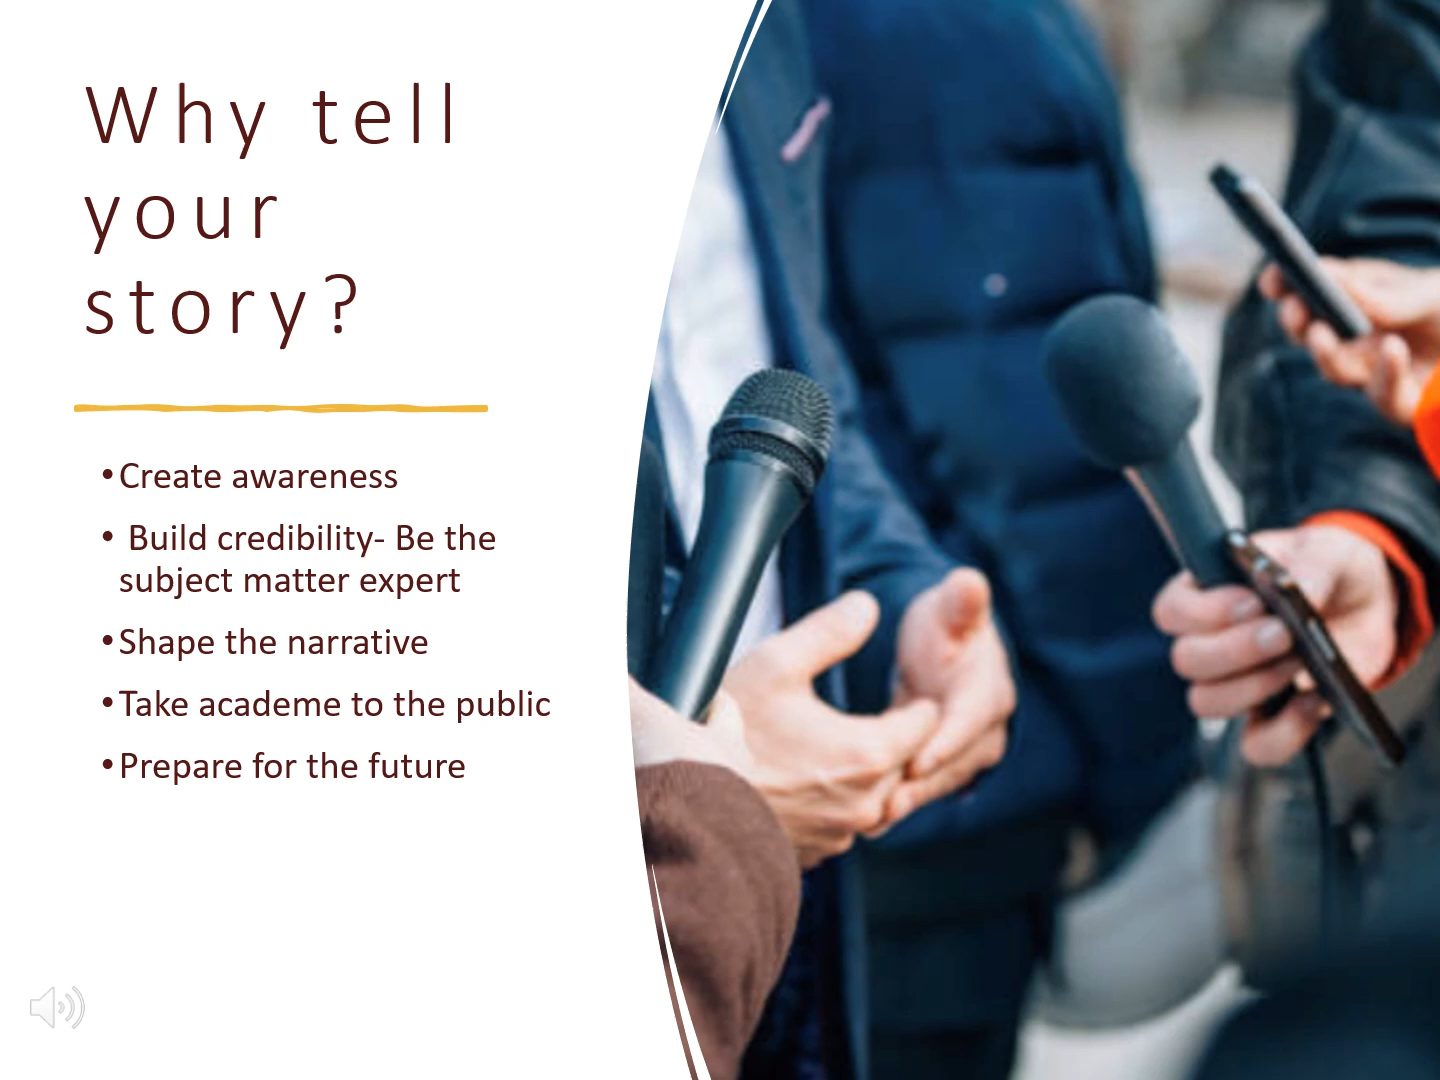 Why tell
your
story?
•Create awareness
• Build credibility- Be the
subject matter expert
•Shape the narrative
•Take academe to the public
•Prepare for the future